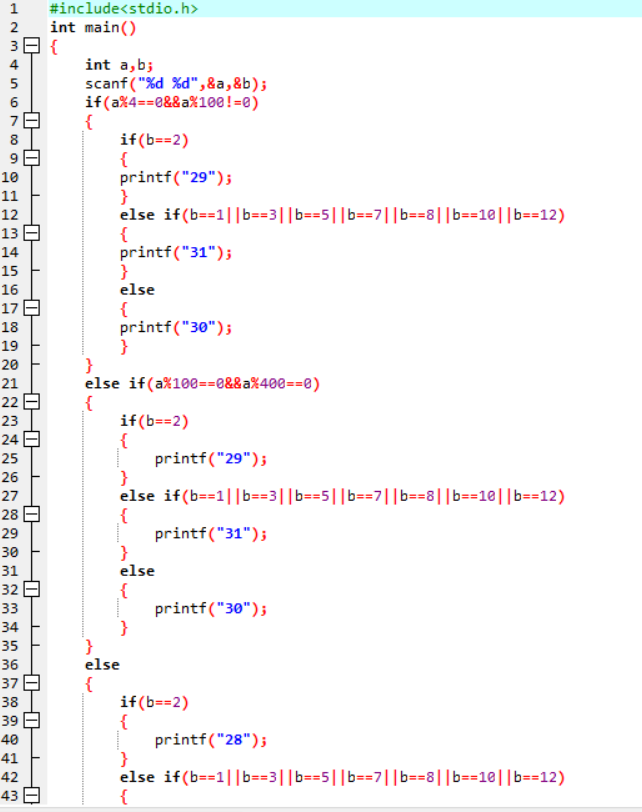 1 #include<stdio.h>
2 int main()
3 {
4 int a,b;
5 scanf("%d %d",&a,&b);
6 if(a%4==0&&a%100!=0)
7 {
8 if(b==2)
9 {
10 printf("29");
11 }
12 else if(b==1||b==3||b==5||b==7||b==8||b==10||b==12)
13 {
14 printf("31");
15 }
16 else
17 {
18 printf("30");
19 }
20 }
21 else if(a%100==0&&a%400==0)
22 {
23 if(b==2)
24 {
25 printf("29");
26 }
27 else if(b==1||b==3||b==5||b==7||b==8||b==10||b==12)
28 {
29 printf("31");
30 }
31 else
32 {
33 printf("30");
34 }
35 }
36 else
37 {
38 if(b==2)
39 {
40 printf("28");
41 }
42 else if(b==1||b==3||b==5||b==7||b==8||b==10||b==12)
43 {